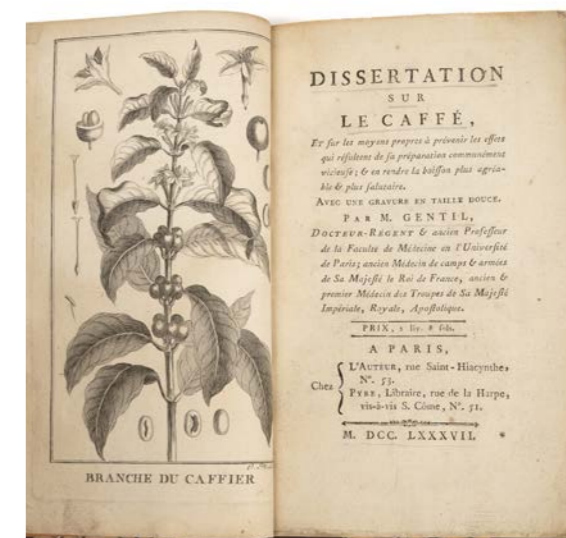 BRANCHE DU CAFFIER
DISSERTATION
SUR
LE CAFFÉ,
Et ſur les moyens propres à prévenir les effets
qui réſultent de ſa préparation communément
vicieuſe ; & en rendre la boiſſon plus agréa-
ble & plus ſalutaire.
AVEC UNE GRAVURE EN TAILLE DOUCE.
PAR M. GENTIL,
DOCTEUR-RÉGENT & ancien Profeſſeur
de la Faculté de Médecine en l'Univerſité
de Paris ; ancien Médecin de camps & armées
de Sa Majeſté le Roi de France, ancien &
premier Médecin des Troupes de Sa Majeſté
Impériale, Royale, Apoſtolique.
PRIX, 1 liv. 8 ſols.
A PARIS,
Chez
L'AUTEUR, rue Saint-Hiacynthe,
N°. 53.
PYRE, Libraire, rue de la Harpe,
vis-à-vis S. Côme, N°. 51.
M. DCC. LXXXVII.